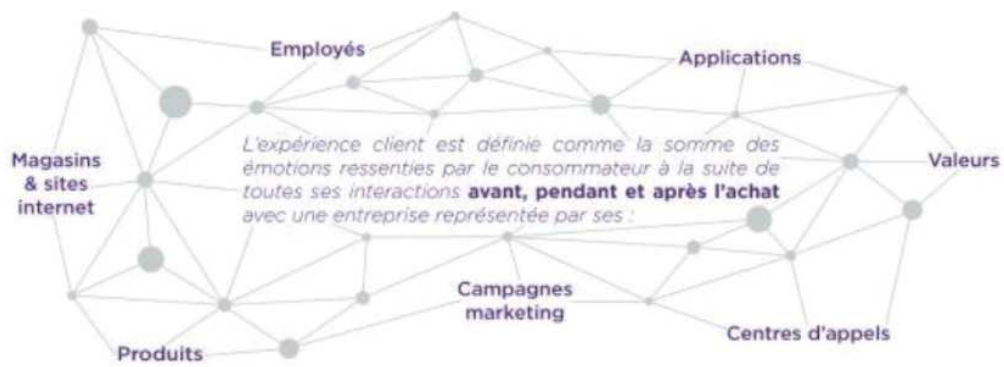 Employés
Applications
L'expérience client est définie comme la somme des
émotions ressenties par le consommateur à la suite de
toutes ses interactions avant, pendant et après l'achat
avec une entreprise représentée par ses :
Magasins
& sites
internet
Valeurs
Campagnes
marketing
Centres d'appels
Produits